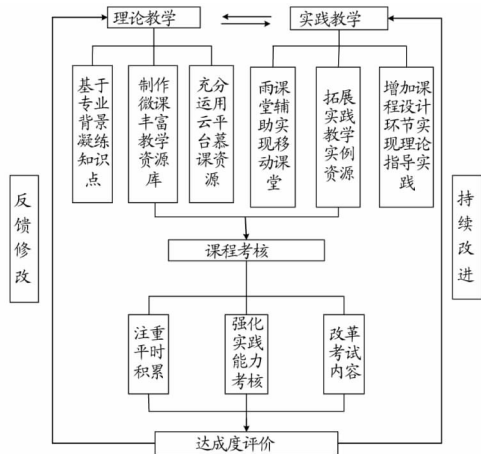 理论教学
实践教学
基于
专业
背景
凝练
知识
点
制作
微课
丰富
教学
资源
库
充分
运用
云平
台慕
课资
源
雨课
堂辅
助实
现移
动课
堂
拓展
实践
教学
实例
资源
增加课
程设计
环节实
现理论
指导实
践
反馈修改
持续改进
课程考核
注重
平时
积累
强化
实践
能力
考核
改革
考试
内容
达成度评价